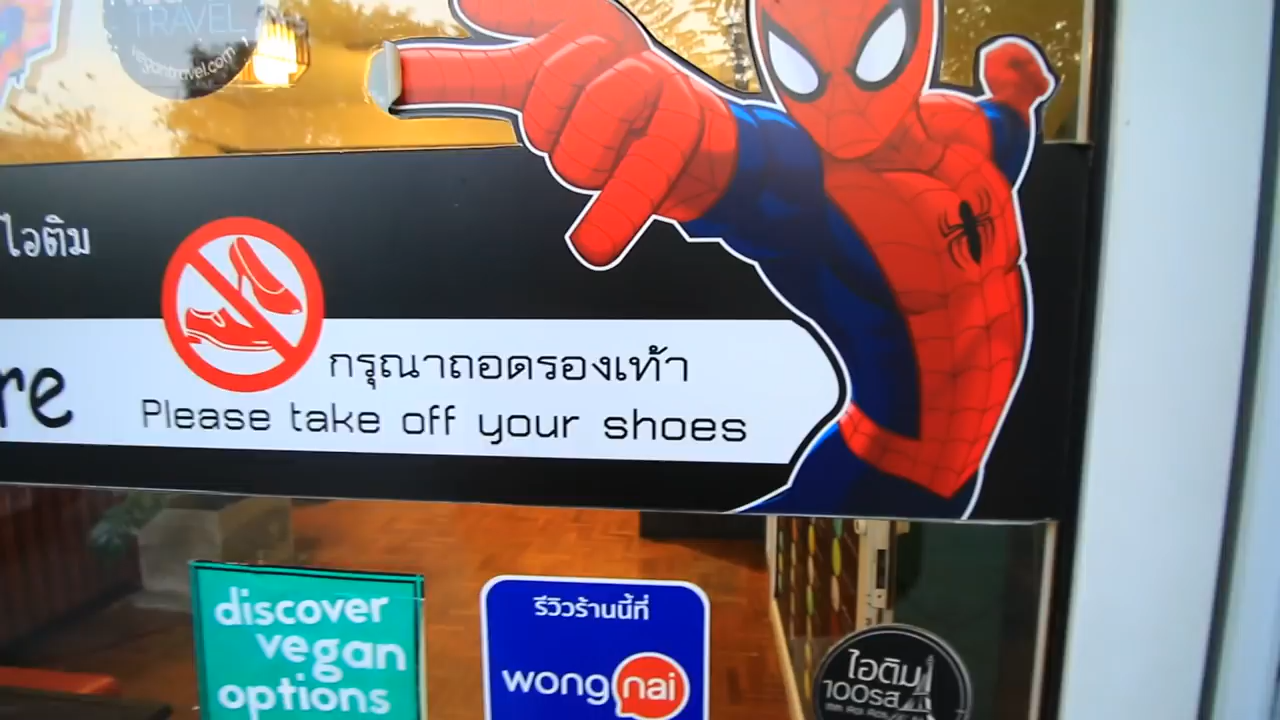 TRAVEL
vegantravel.com
ไอติม
re
กรุณาถอดรองเท้า
Please take off your shoes
discover
vegan
options
รีวิวร้านนี้ที่
wongnai
ไอติม
100รส